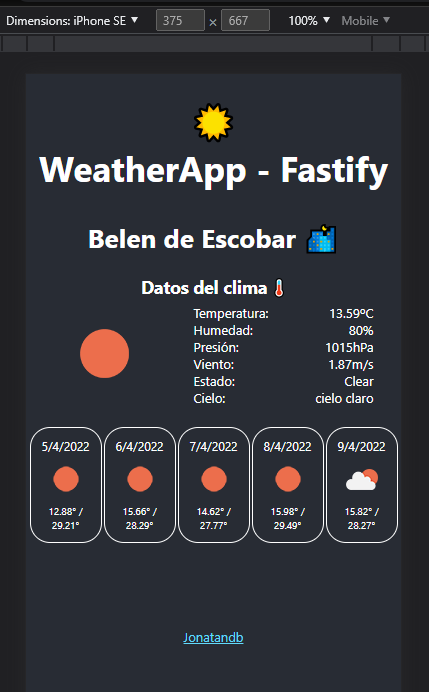 Dimensions: iPhone SE ▼ 375 × 667 100% ▼ Mobile ▼
WeatherApp - Fastify
Belen de Escobar
Datos del clima
Temperatura: 13.59ºC
Humedad: 80%
Presión: 1015hPa
Viento: 1.87m/s
Estado: Clear
Cielo: cielo claro
5/4/2022 6/4/2022 7/4/2022 8/4/2022 9/4/2022
12.88° / 15.66° / 14.62° / 15.98° / 15.82° /
29.21° 28.29° 27.77° 29.49° 28.27°
Jonatandb